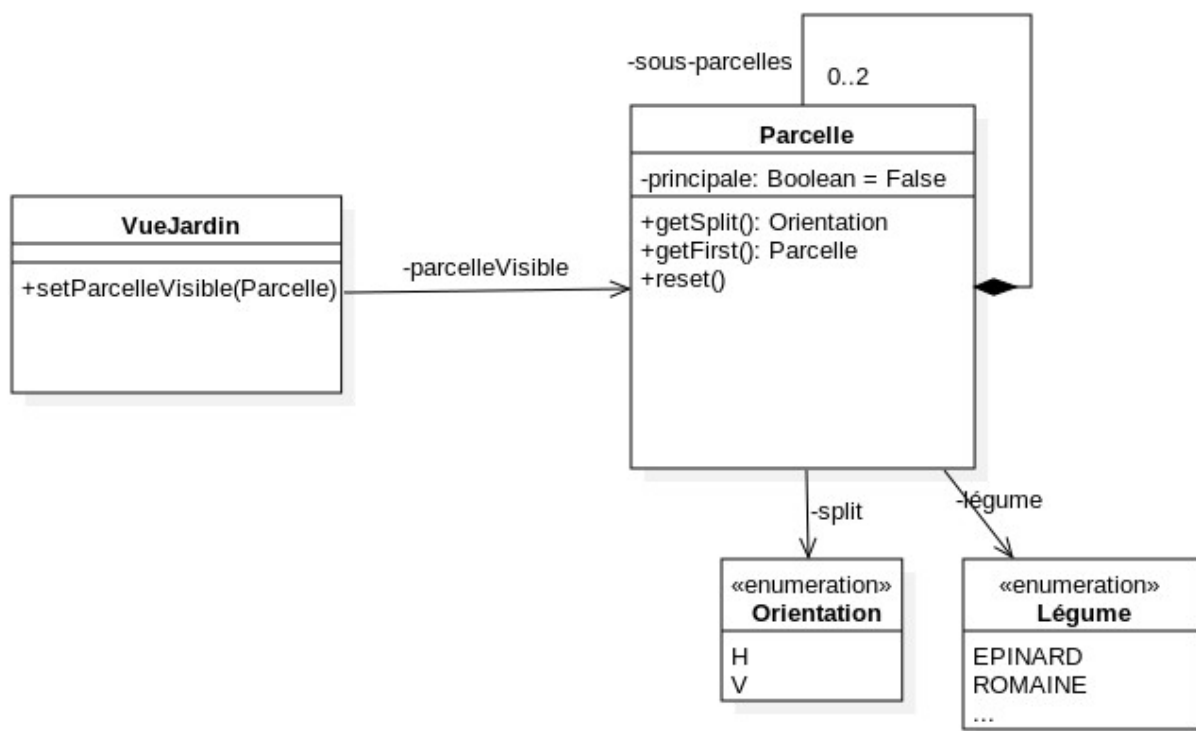 -sous-parcelles
0..2
Parcelle
-principale: Boolean = False
+getSplit(): Orientation
+getFirst(): Parcelle
+reset()
VueJardin
+setParcelleVisible(Parcelle)
-parcelleVisible
-split
-légume
«enumeration»
Orientation
H
V
«enumeration»
Légume
EPINARD
ROMAINE
...